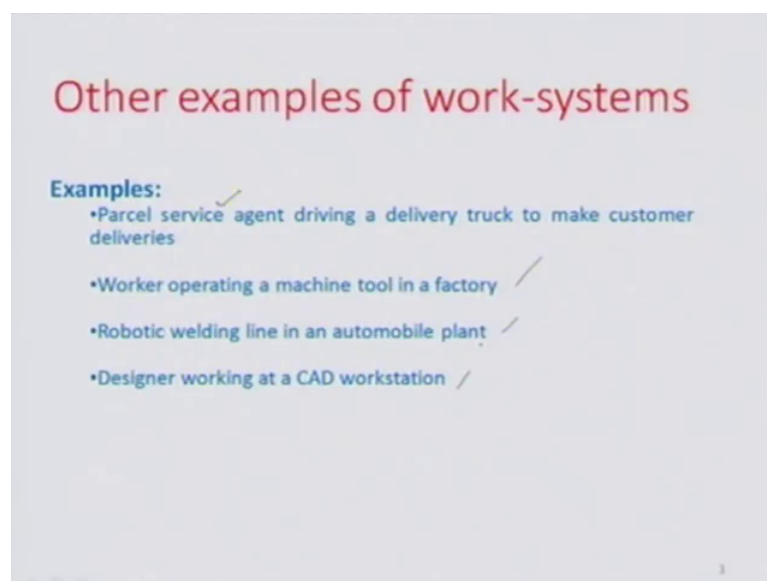 Other examples of work-systems
Examples:
•Parcel service agent driving a delivery truck to make customer
deliveries
•Worker operating a machine tool in a factory
•Robotic welding line in an automobile plant
•Designer working at a CAD workstation
3